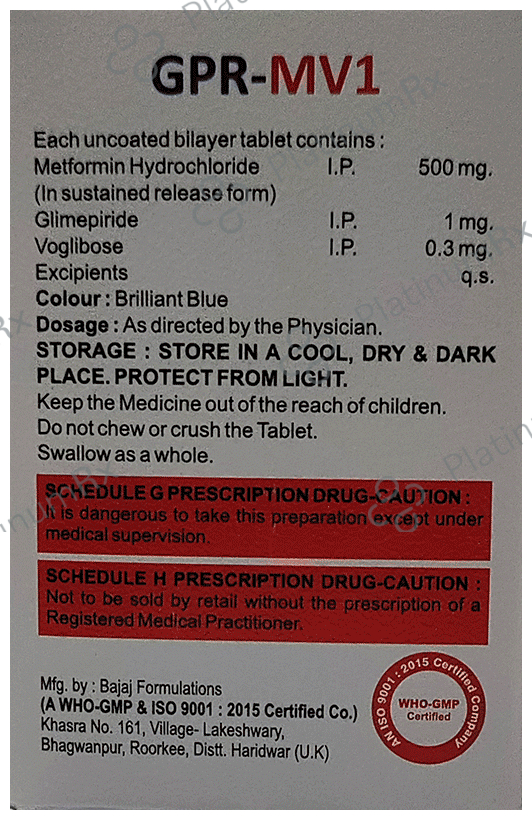 GPR-MV1
Each uncoated bilayer tablet contains :
Metformin Hydrochloride I.P. 500 mg.
(In sustained release form)
Glimepiride I.P. 1 mg.
Voglibose I.P. 0.3 mg.
Excipients q.s.
Colour : Brilliant Blue
Dosage : As directed by the Physician.
STORAGE : STORE IN A COOL, DRY & DARK
PLACE. PROTECT FROM LIGHT.
Keep the Medicine out of the reach of children.
Do not chew or crush the Tablet.
Swallow as a whole.
SCHEDULE G PRESCRIPTION DRUG-CAUTION :
It is dangerous to take this preparation except under
medical supervision.
SCHEDULE H PRESCRIPTION DRUG-CAUTION :
Not to be sold by retail without the prescription of a
Registered Medical Practitioner.
Mfg. by : Bajaj Formulations
(A WHO-GMP & ISO 9001 : 2015 Certified Co.)
Khasra No. 161, Village- Lakeshwary,
Bhagwanpur, Roorkee, Distt. Haridwar (U.K)
AN ISO 9001 : 2015 Certified Company
WHO-GMP
Certified
PlatinumRx
PlatinumRx
PlatinumRx
PlatinumRx